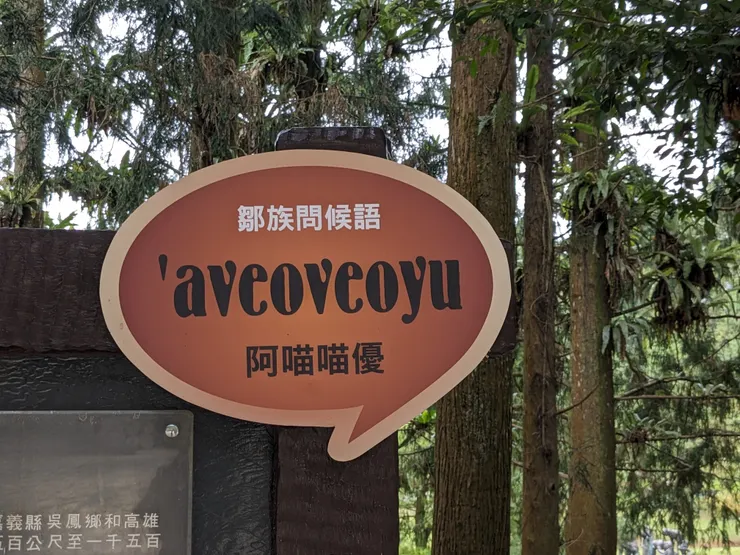 鄒族問候語
'aveoveoyu
阿喵喵優
義縣吳鳳鄉和高雄
百公尺至一千五百